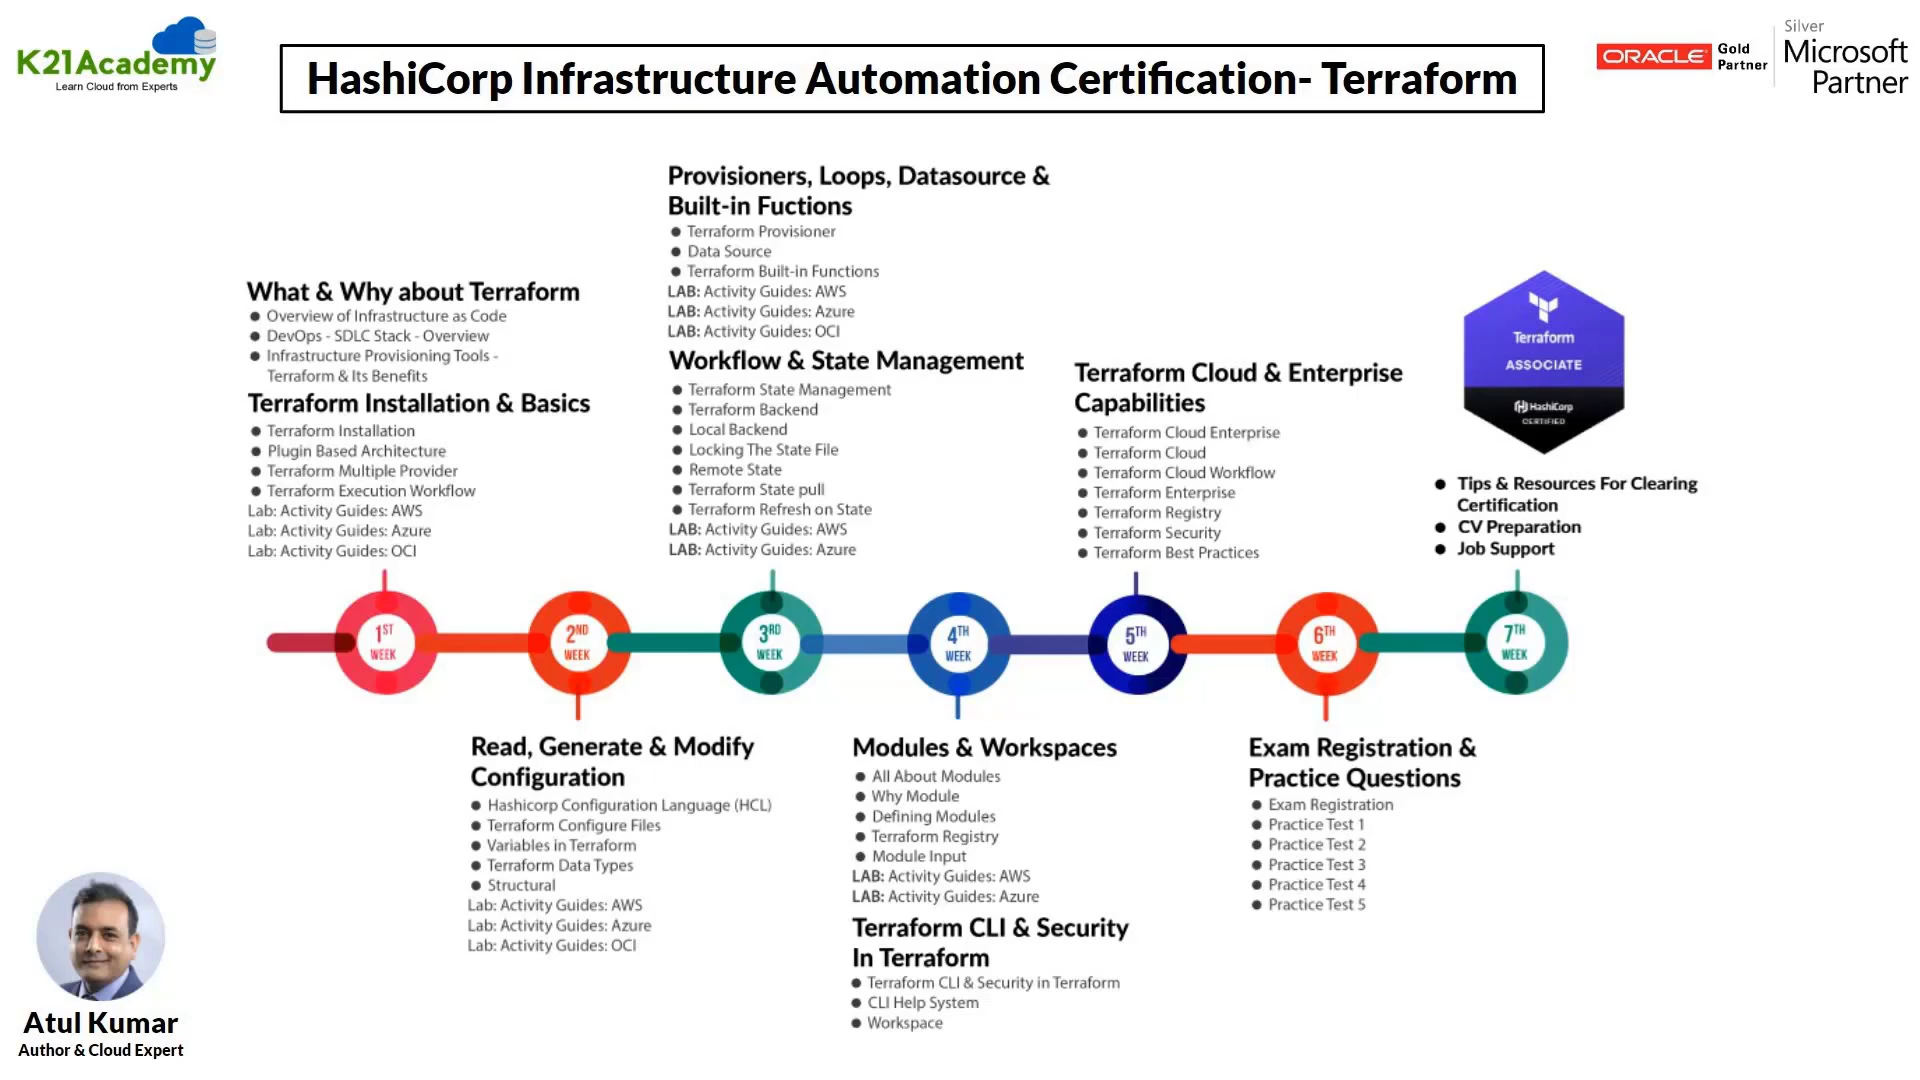 K21Academy
Learn Cloud from Experts
HashiCorp Infrastructure Automation Certification- Terraform
ORACLE
Gold
Partner
Silver
Microsoft
Partner
What & Why about Terraform
Overview of Infrastructure as Code
DevOps - SDLC Stack - Overview
Infrastructure Provisioning Tools -
Terraform & Its Benefits
Terraform Installation & Basics
Terraform Installation
Plugin Based Architecture
Terraform Multiple Provider
Terraform Execution Workflow
Lab: Activity Guides: AWS
Lab: Activity Guides: Azure
Lab: Activity Guides: OCI
Provisioners, Loops, Datasource &
Built-in Fuctions
Terraform Provisioner
Data Source
Terraform Built-in Functions
LAB: Activity Guides: AWS
LAB: Activity Guides: Azure
LAB: Activity Guides: OCI
Workflow & State Management
Terraform State Management
Terraform Backend
Local Backend
Locking The State File
Remote State
Terraform State pull
Terraform Refresh on State
LAB: Activity Guides: AWS
LAB: Activity Guides: Azure
Terraform Cloud & Enterprise
Capabilities
Terraform Cloud Enterprise
Terraform Cloud
Terraform Cloud Workflow
Terraform Enterprise
Terraform Registry
Terraform Security
Terraform Best Practices
Terraform
ASSOCIATE
HashiCorp
CERTIFIED
Tips & Resources For Clearing
Certification
CV Preparation
Job Support
1ST
WEEK
2ND
WEEK
3RD
WEEK
4TH
WEEK
5TH
WEEK
6TH
WEEK
7TH
WEEK
Read, Generate & Modify
Configuration
Hashicorp Configuration Language (HCL)
Terraform Configure Files
Variables in Terraform
Terraform Data Types
Structural
Lab: Activity Guides: AWS
Lab: Activity Guides: Azure
Lab: Activity Guides: OCI
Modules & Workspaces
All About Modules
Why Module
Defining Modules
Terraform Registry
Module Input
LAB: Activity Guides: AWS
LAB: Activity Guides: Azure
Terraform CLI & Security
In Terraform
Terraform CLI & Security in Terraform
CLI Help System
Workspace
Exam Registration &
Practice Questions
Exam Registration
Practice Test 1
Practice Test 2
Practice Test 3
Practice Test 4
Practice Test 5
Atul Kumar
Author & Cloud Expert